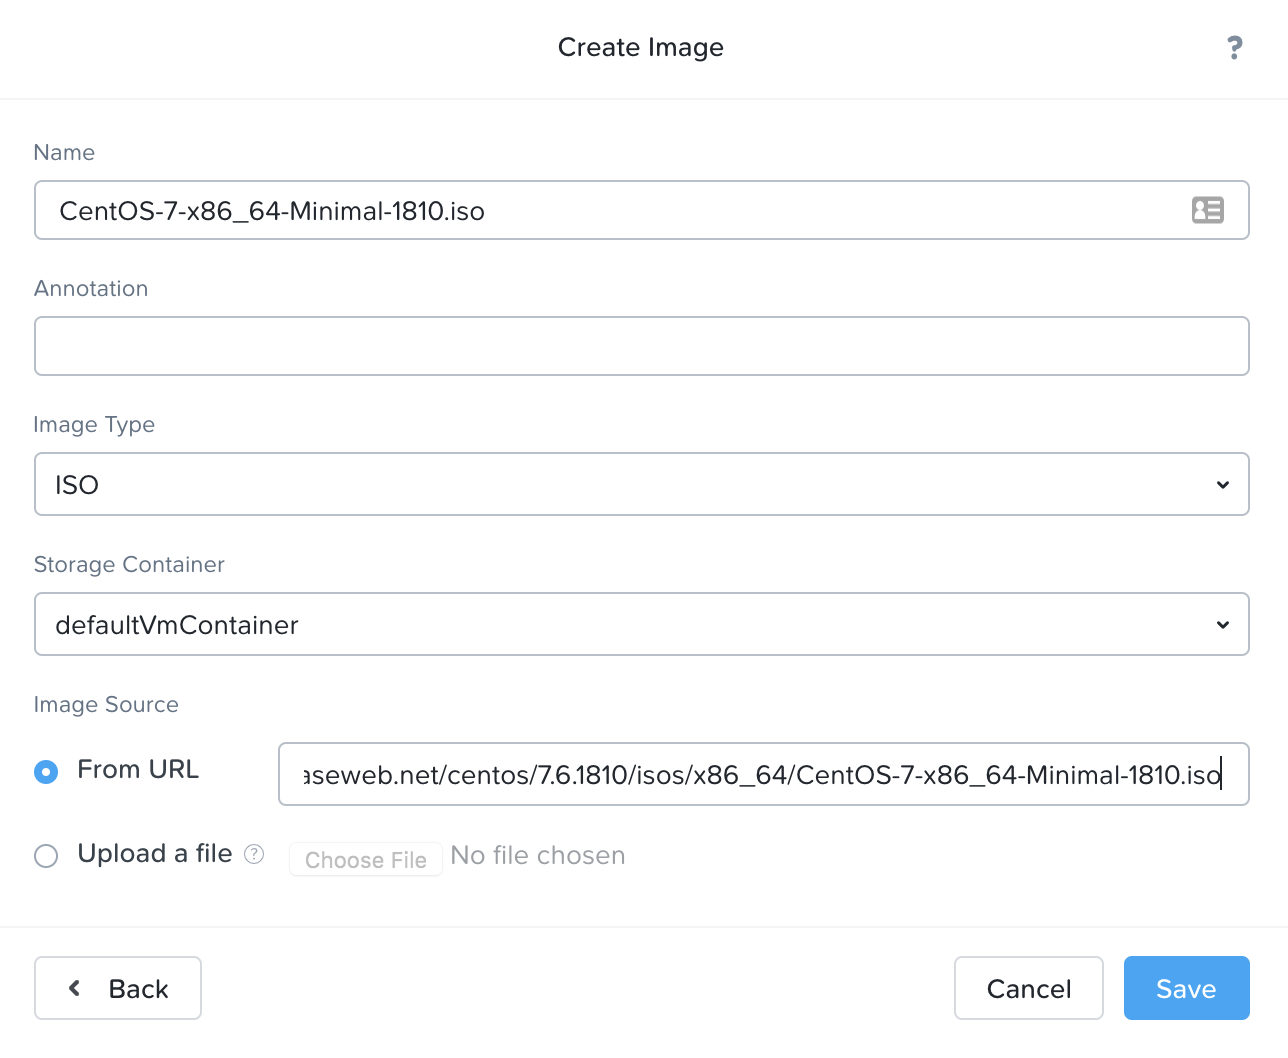 Create Image
?
Name
CentOS-7-x86_64-Minimal-1810.iso
Annotation
Image Type
ISO
Storage Container
defaultVmContainer
Image Source
From URL
aseweb.net/centos/7.6.1810/isos/x86_64/CentOS-7-x86_64-Minimal-1810.iso
Upload a file ? Choose File No file chosen
Back Cancel Save